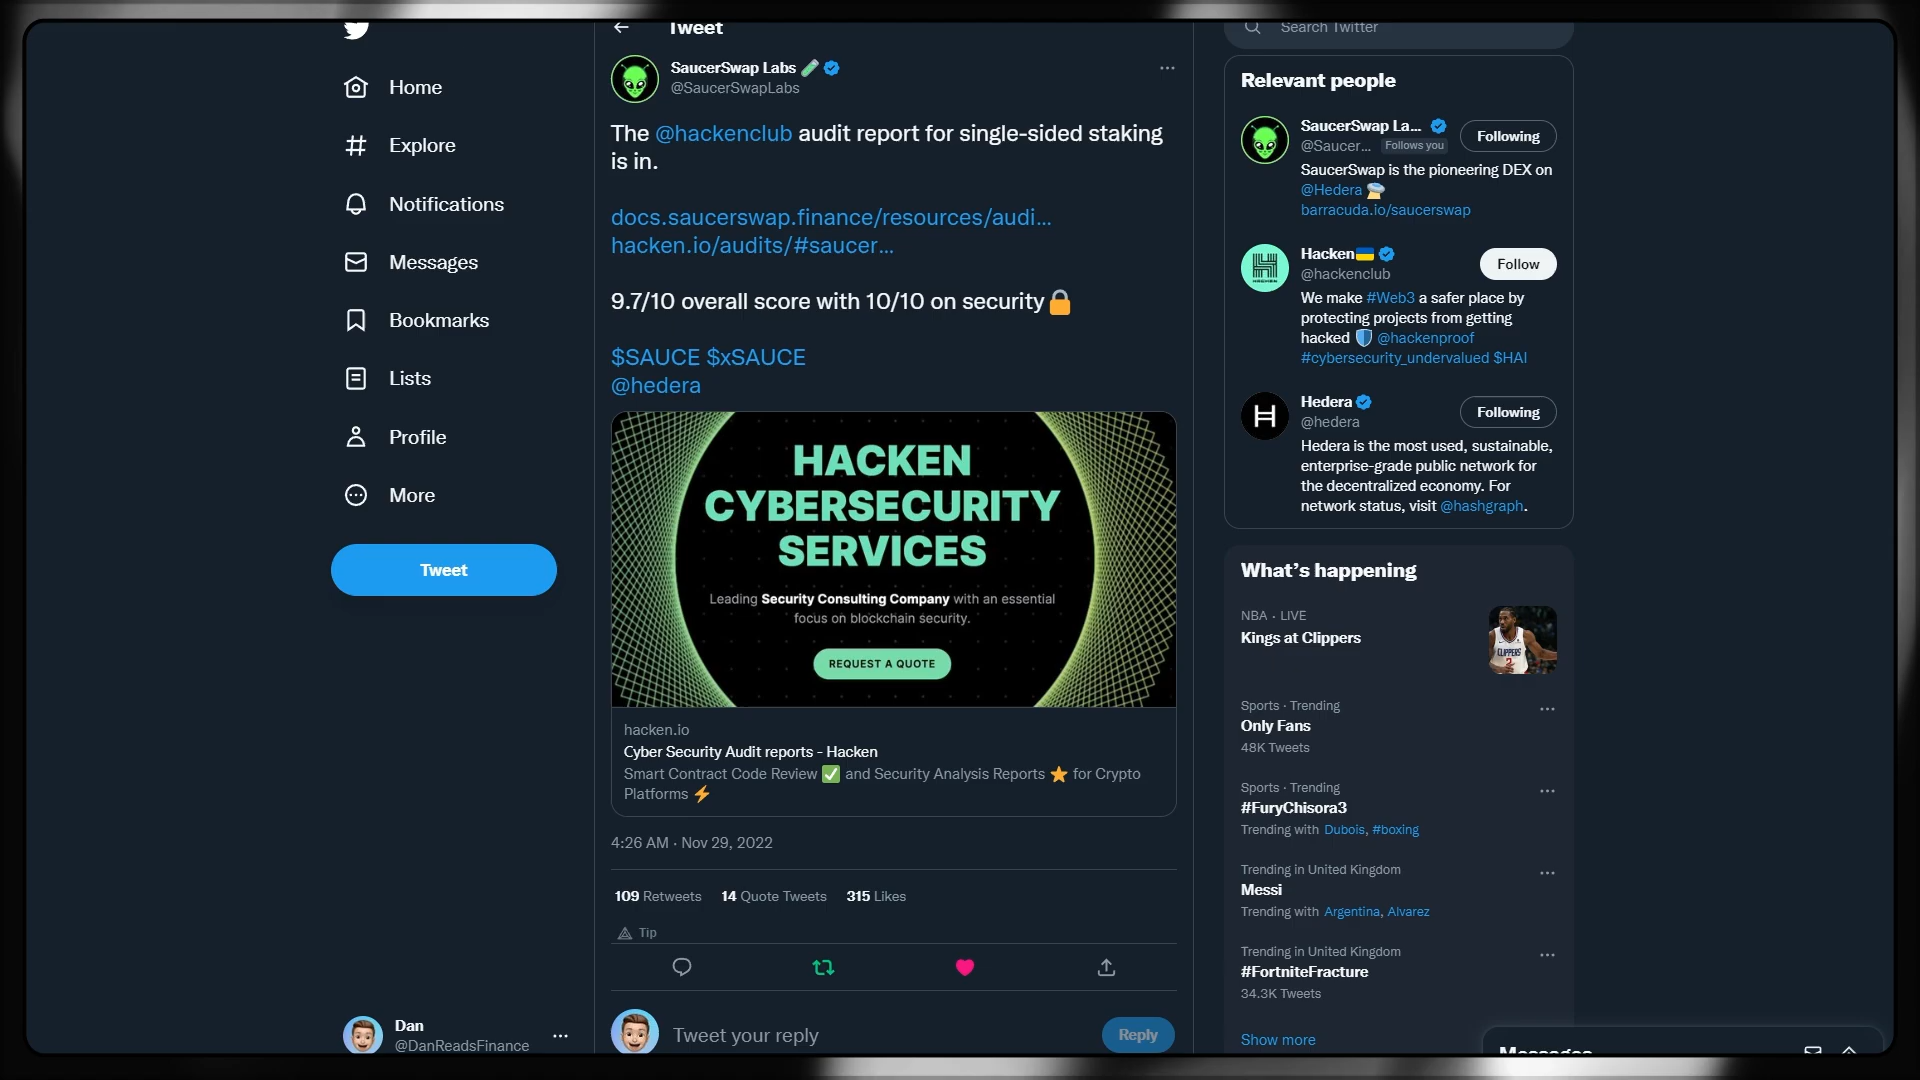 Home
Explore
Notifications
Messages
Bookmarks
Lists
Profile
More
Tweet
Dan
@DanReadsFinance
Tweet
SaucerSwap Labs
@SaucerSwapLabs
The @hackenclub audit report for single-sided staking
is in.
docs.saucerswap.finance/resources/audi...
hacken.io/audits/#saucer...
9.7/10 overall score with 10/10 on security
$SAUCE $xSAUCE
@hedera
HACKEN
CYBERSECURITY
SERVICES
Leading Security Consulting Company with an essential
focus on blockchain security.
REQUEST A QUOTE
hacken.io
Cyber Security Audit reports - Hacken
Smart Contract Code Review ✅ and Security Analysis Reports ⭐ for Crypto
Platforms ⚡
4:26 AM · Nov 29, 2022
109 Retweets 14 Quote Tweets 315 Likes
Tip
Tweet your reply
Reply
Search Twitter
Relevant people
SaucerSwap La...
@Saucer... Follows you
Following
SaucerSwap is the pioneering DEX on
@Hedera
barracuda.io/saucerswap
Hacken
@hackenclub
Follow
We make #Web3 a safer place by
protecting projects from getting
hacked @hackenproof
#cybersecurity_undervalued $HAI
Hedera
@hedera
Following
Hedera is the most used, sustainable,
enterprise-grade public network for
the decentralized economy. For
network status, visit @hashgraph.
What's happening
NBA · LIVE
Kings at Clippers
CLIPPERS
2
Sports · Trending
Only Fans
48K Tweets
Sports · Trending
#FuryChisora3
Trending with Dubois, #boxing
Trending in United Kingdom
Messi
Trending with Argentina, Alvarez
Trending in United Kingdom
#FortniteFracture
34.3K Tweets
Show more
Messages